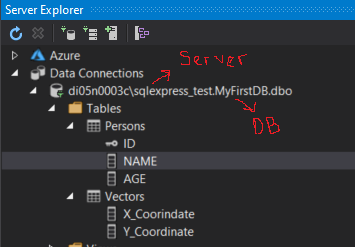 Server Explorer
Azure
Data Connections
Server
di05n0003c\sqlexpress_test.MyFirstDB.dbo
Tables
DB
Persons
ID
NAME
AGE
Vectors
X_Coorindate
Y_Coordinate